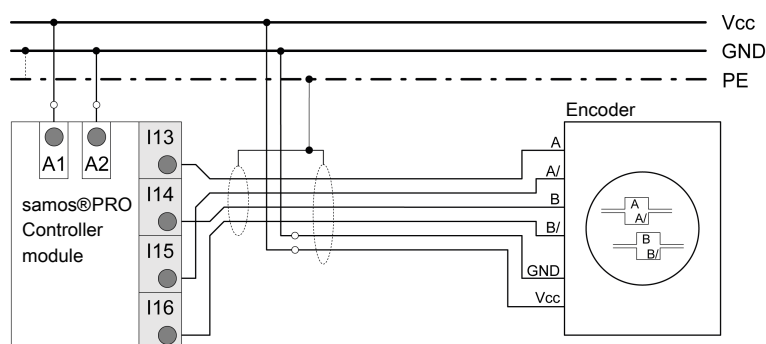 Vcc
GND
PE
Encoder
A1
A2
I13
I14
I15
I16
samos®PRO
Controller
module
A
A/
B
B/
GND
Vcc
A
A/
B
B/